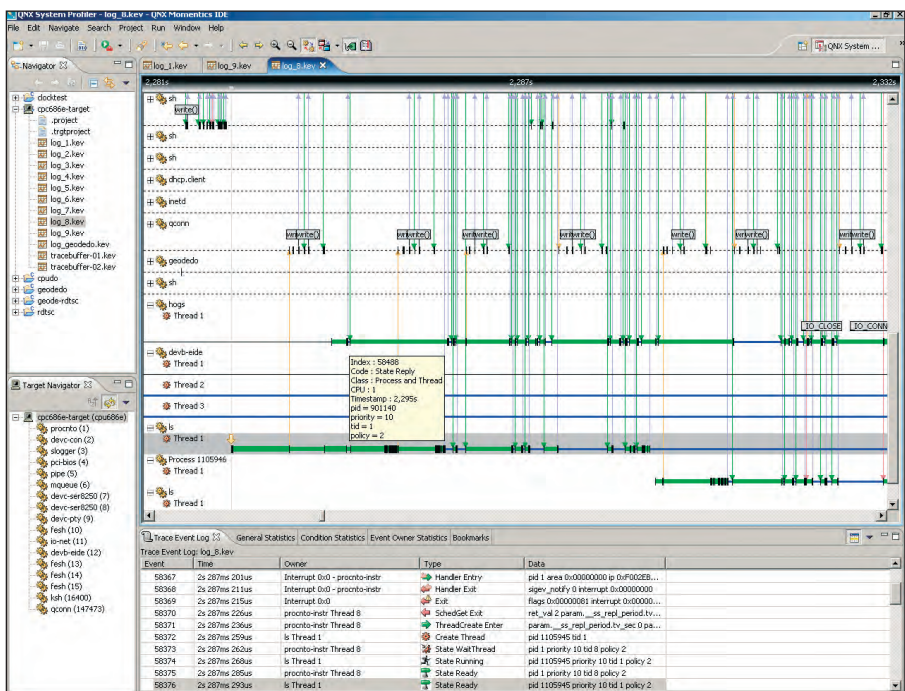 QNX System Profiler - log_8.kev - QNX Momentics IDE
File Edit Navigate Search Project Run Window Help
QNX System ...
Navigator
log_1.kev
log_9.kev
log_8.kev
2,281s
2,287s
2,332s
clocktest
cpc686e-target
.project
.trgtproject
log_1.kev
log_2.kev
log_3.kev
log_4.kev
log_5.kev
log_6.kev
log_7.kev
log_8.kev
log_9.kev
log_geodedo.kev
tracebuffer-01.kev
tracebuffer-02.kev
cpudo
geodedo
geode-rdtsc
rdtsc
sh
write()
sh
sh
dhcp.client
inetd
qconn
wriwrite()
wriwrite()
wriwrite()
wriwrite()
write()
wriwrite()
wriwrite()
geodedo
sh
hogs
Thread 1
_IO_CLOSE
_IO_CONN
devb-eide
Thread 1
Thread 2
Thread 3
ls
Thread 1
Process 1105946
Thread 1
ls
Thread 1
Index : 58488
Code : State Reply
Class : Process and Thread
CPU : 1
Timestamp : 2,295s
pid = 901140
priority = 10
tid = 1
policy = 2
Target Navigator
cpc686e-target (cpu686e)
procnto (1)
devc-con (2)
slogger (3)
pci-bios (4)
pipe (5)
mqueue (6)
devc-ser8250 (7)
devc-ser8250 (8)
devc-pty (9)
fesh (10)
io-net (11)
devb-eide (12)
fesh (13)
fesh (14)
fesh (15)
ksh (16400)
qconn (147473)
Trace Event Log General Statistics Condition Statistics Event Owner Statistics Bookmarks
Trace Event Log: log_8.kev
Event Time Owner Type Data
58367 2s 287ms 201us Interrupt 0x0 - procnto-instr Handler Entry pid 1 area 0x00000000 ip 0xF002EB...
58368 2s 287ms 211us Interrupt 0x0 - procnto-instr Handler Exit sigev_notify 0 interrupt 0x00000...
58369 2s 287ms 215us Interrupt 0x0 Exit flags 0x00000081 interrupt 0x00000...
58370 2s 287ms 226us procnto-instr Thread 8 SchedGet Exit ret_val 2 param.__ss_repl_period.tv...
58371 2s 287ms 236us procnto-instr Thread 8 ThreadCreate Enter param.__ss_repl_period.tv_sec 0 pa...
58372 2s 287ms 259us ls Thread 1 Create Thread pid 1105945 tid 1
58373 2s 287ms 262us procnto-instr Thread 8 State WaitThread pid 1 priority 10 tid 8 policy 2
58374 2s 287ms 268us ls Thread 1 State Running pid 1105945 priority 10 tid 1 policy 2
58375 2s 287ms 285us procnto-instr Thread 8 State Ready pid 1 priority 10 tid 8 policy 2
58376 2s 287ms 293us ls Thread 1 State Ready pid 1105945 priority 10 tid 1 policy 2